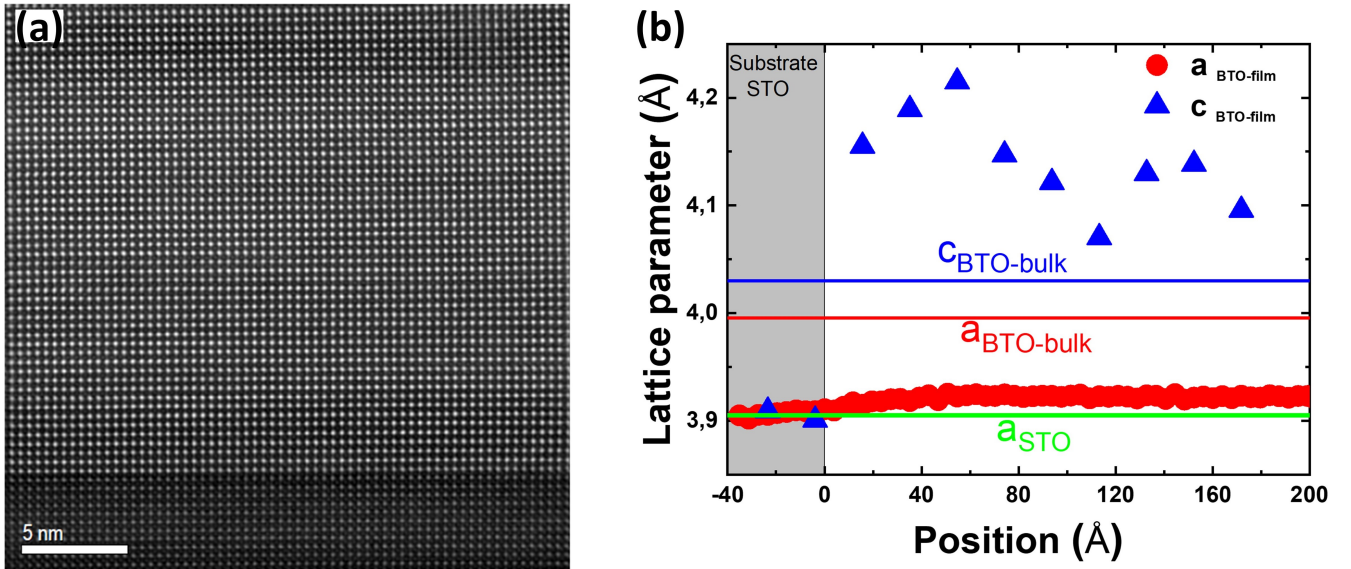 (a)
5 nm
(b)
Lattice parameter (Å)
4,2
4,1
4,0
3,9
Substrate
STO
a BTO-film
c BTO-film
cBTO-bulk
aBTO-bulk
aSTO
-40 0 40 80 120 160 200
Position (Å)